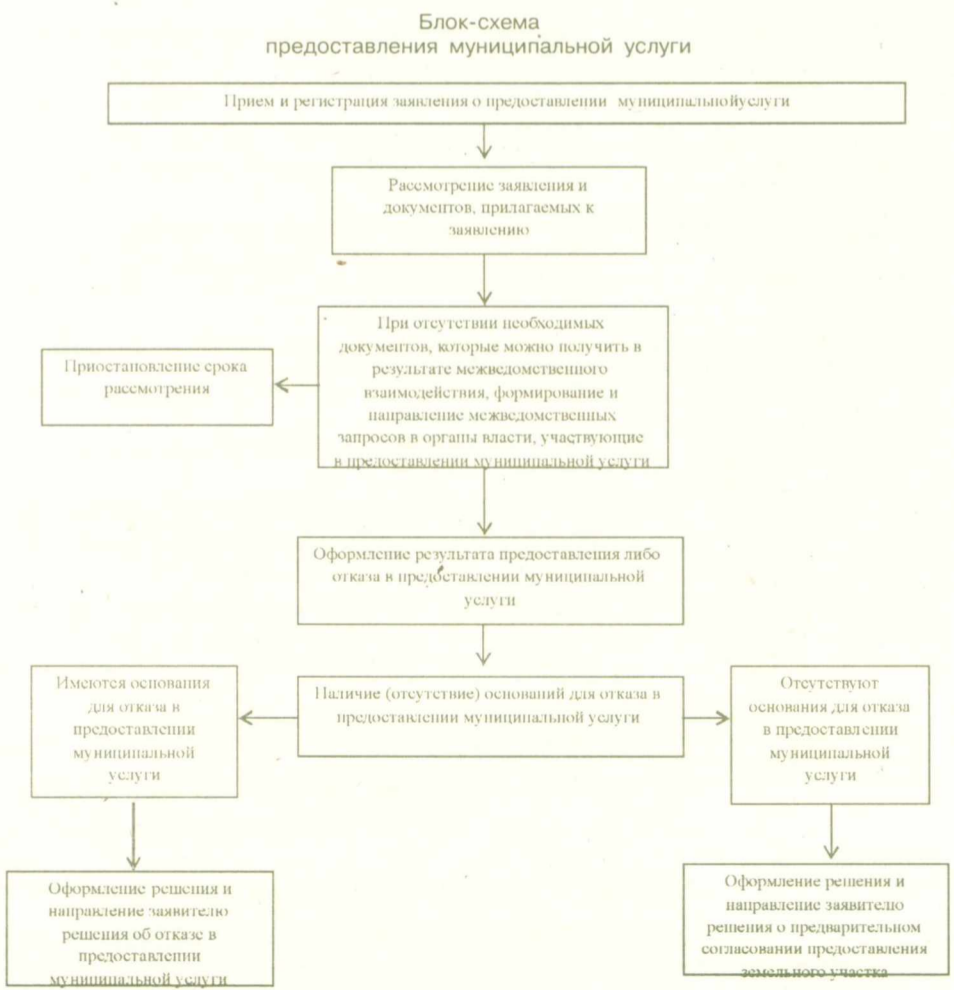 Блок-схема
предоставления муниципальной услуги
Прием и регистрация заявления о предоставлении муниципальнойуслуги
Рассмотрение заявления и
документов, прилагаемых к
заявлению
При отсутствии необходимых
документов, которые можно получить в
результате межведомственного
взаимодействия, формирование и
направление межведомственных
запросов в органы власти, участвующие
в предоставлении муниципальной услуги
Приостановление срока
рассмотрения
Оформление результата предоставления либо
отказа в предоставлении муниципальной
услуги
Имеются основания
для отказа в
предоставлении
муниципальной
услуги
Наличие (отсутствие) оснований для отказа в
предоставлении муниципальной услуги
Отсутствуют
основания для отказа
в предоставлении
муниципальной
услуги
Оформление решения и
направление заявителю
решения об отказе в
предоставлении
муниципальной услуги
Оформление решения и
направление заявителю
решения о предварительном
согласовании предоставления
земельного участка